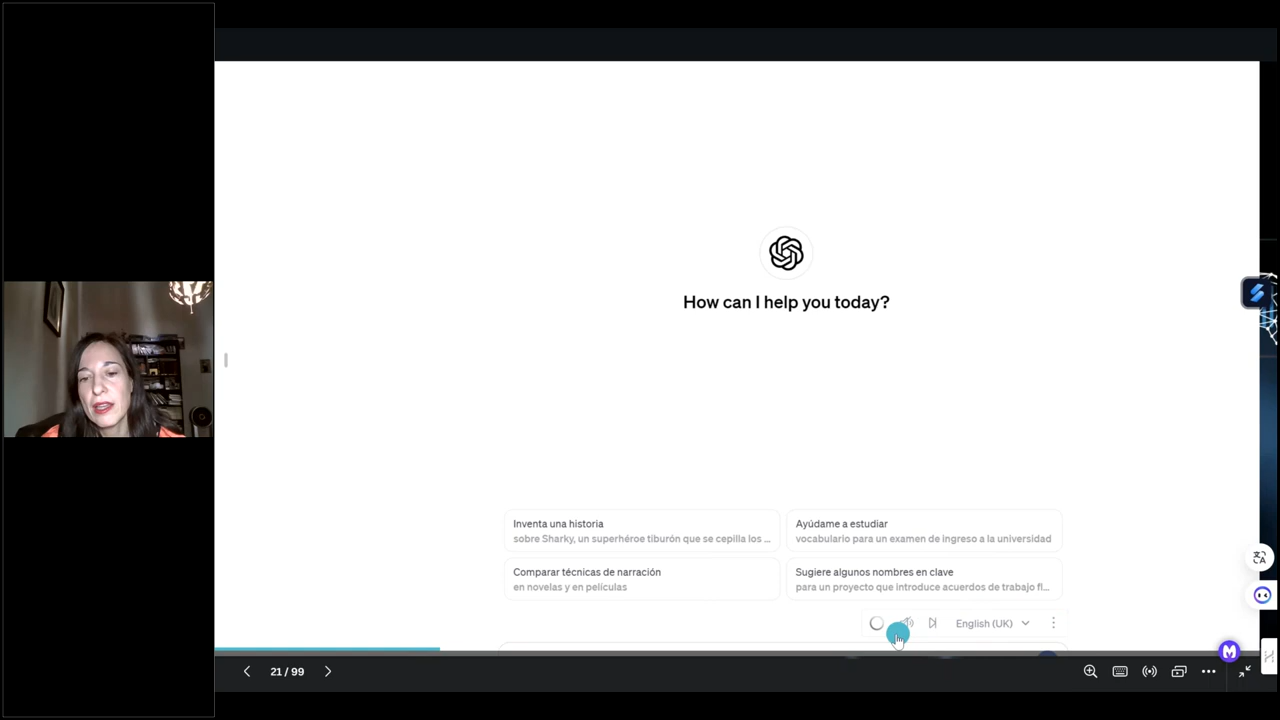 How can I help you today?
Inventa una historia
sobre Sharky, un superhéroe tiburón que se cepilla los ...
Ayúdame a estudiar
vocabulario para un examen de ingreso a la universidad
Comparar técnicas de narración
en novelas y en películas
Sugiere algunos nombres en clave
para un proyecto que introduce acuerdos de trabajo fl...
English (UK)
21 / 99